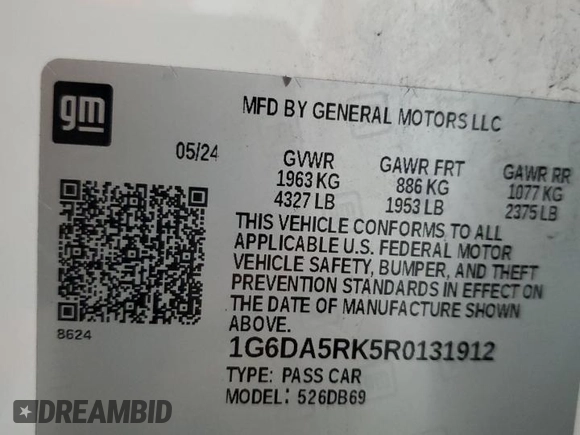 gm
MFD BY GENERAL MOTORS LLC
05/24
GVWR GAWR FRT GAWR RR
1963 KG 886 KG 1077 KG
4327 LB 1953 LB 2375 LB
THIS VEHICLE CONFORMS TO ALL
APPLICABLE U.S. FEDERAL MOTOR
VEHICLE SAFETY, BUMPER, AND THEFT
PREVENTION STANDARDS IN EFFECT ON
THE DATE OF MANUFACTURE SHOWN
ABOVE.
8624
1G6DA5RK5R0131912
TYPE: PASS CAR
MODEL: 526DB69
DREAMBID